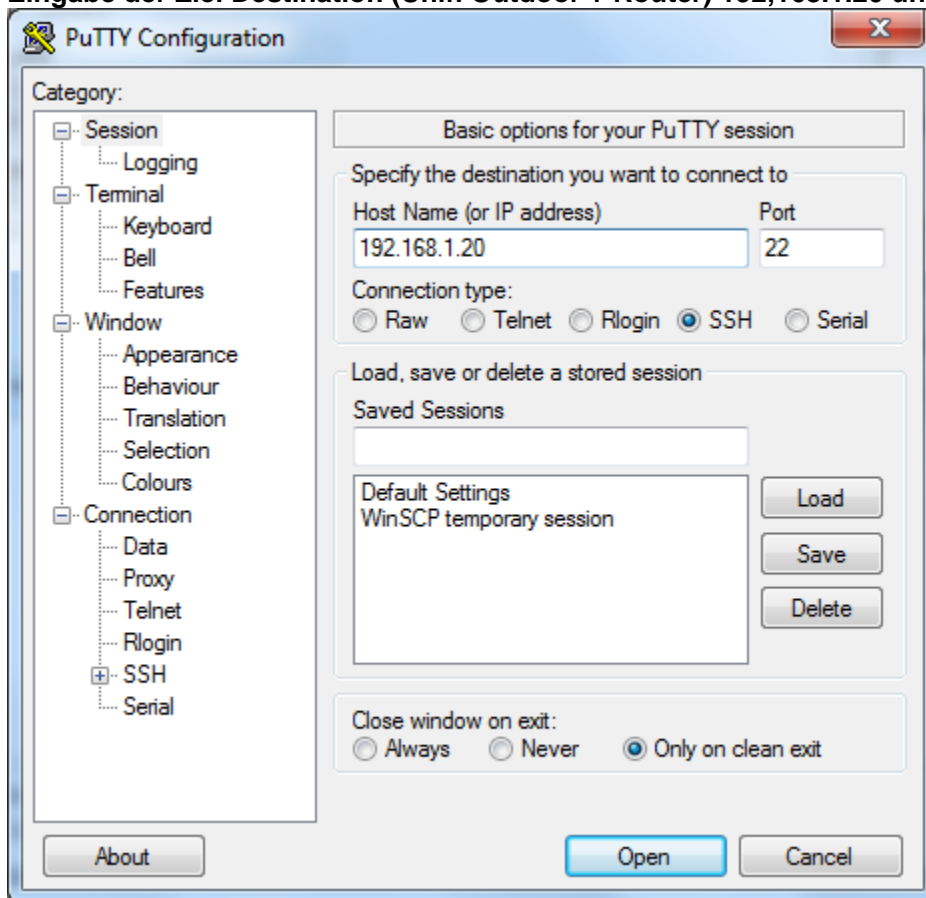 PuTTY Configuration
Category:
Session
Logging
Terminal
Keyboard
Bell
Features
Window
Appearance
Behaviour
Translation
Selection
Colours
Connection
Data
Proxy
Telnet
Rlogin
SSH
Serial
Basic options for your PuTTY session
Specify the destination you want to connect to
Host Name (or IP address) Port
192.168.1.20 22
Connection type:
Raw Telnet Rlogin SSH Serial
Load, save or delete a stored session
Saved Sessions
Default Settings
WinSCP temporary session
Load
Save
Delete
Close window on exit:
Always Never Only on clean exit
About Open Cancel